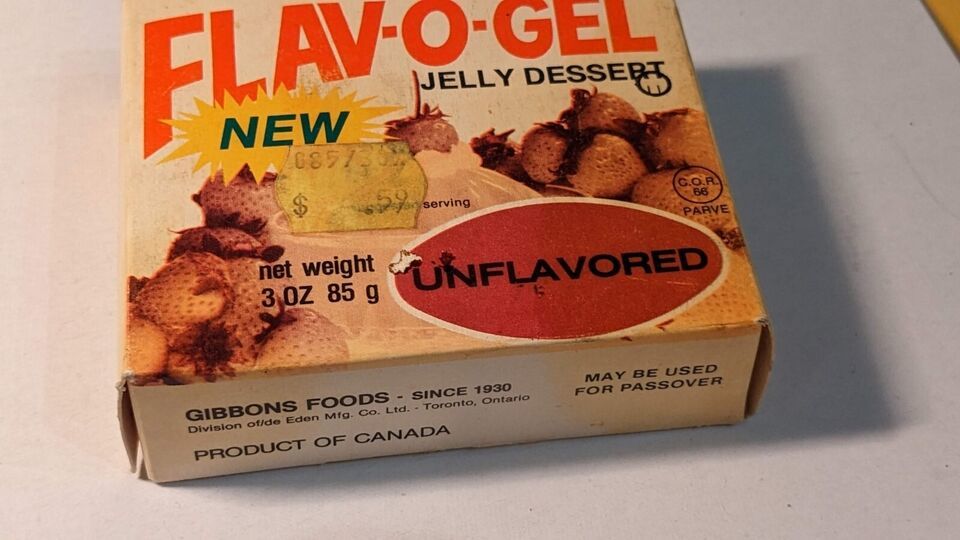 FLAV-O-GEL
JELLY DESSERT
NEW
$ .59
serving
C.O.R.
66
PARVE
net weight
3 OZ 85 g
UNFLAVORED
GIBBONS FOODS - SINCE 1930
Division of/de Eden Mfg. Co. Ltd. - Toronto, Ontario
PRODUCT OF CANADA
MAY BE USED
FOR PASSOVER